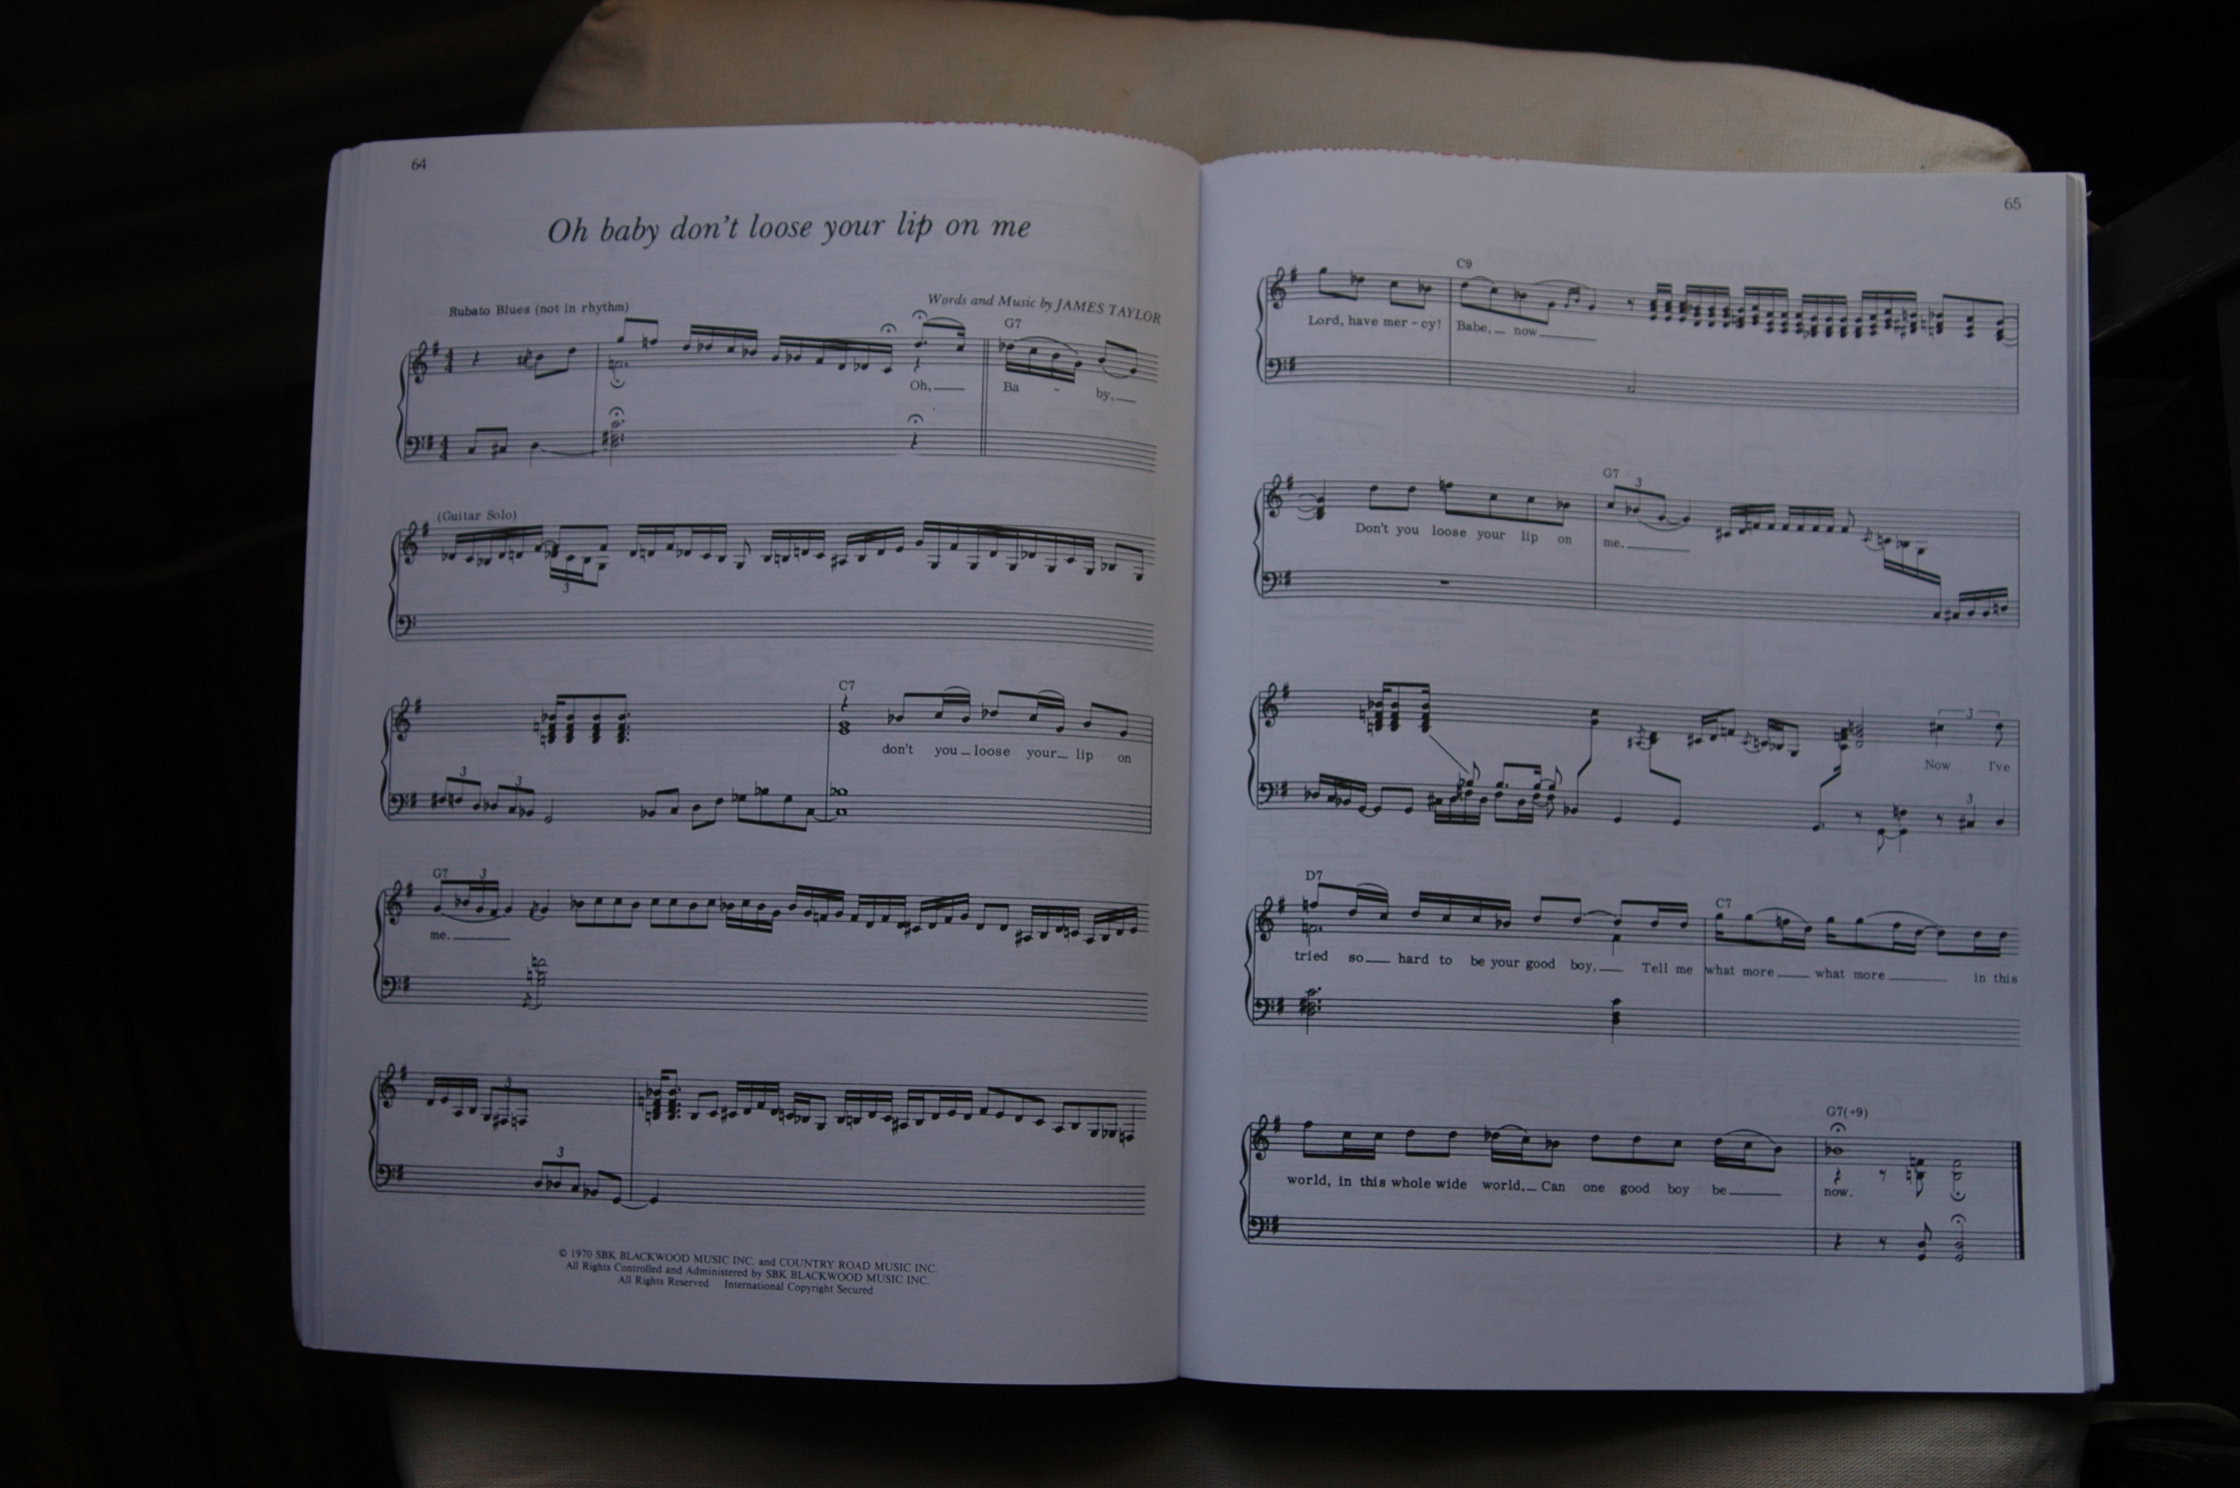 64
Oh baby don't loose your lip on me
Rubato Blues (not in rhythm)
Words and Music by JAMES TAYLOR
G7
Oh, Ba - by,
(Guitar Solo)
3
C7
3 3
don't you loose your lip on
G7 3
me.
3
3
© 1970 SBK BLACKWOOD MUSIC INC. and COUNTRY ROAD MUSIC INC.
All Rights Controlled and Administered by SBK BLACKWOOD MUSIC INC.
All Rights Reserved International Copyright Secured
65
C9
Lord, have mer - cy! Babe, now
G7 3
Don't you loose your lip on me.
3
Now I've
3
D7 C7
tried so hard to be your good boy, Tell me what more what more in this
G7(+9)
world, in this whole wide world, Can one good boy be now.